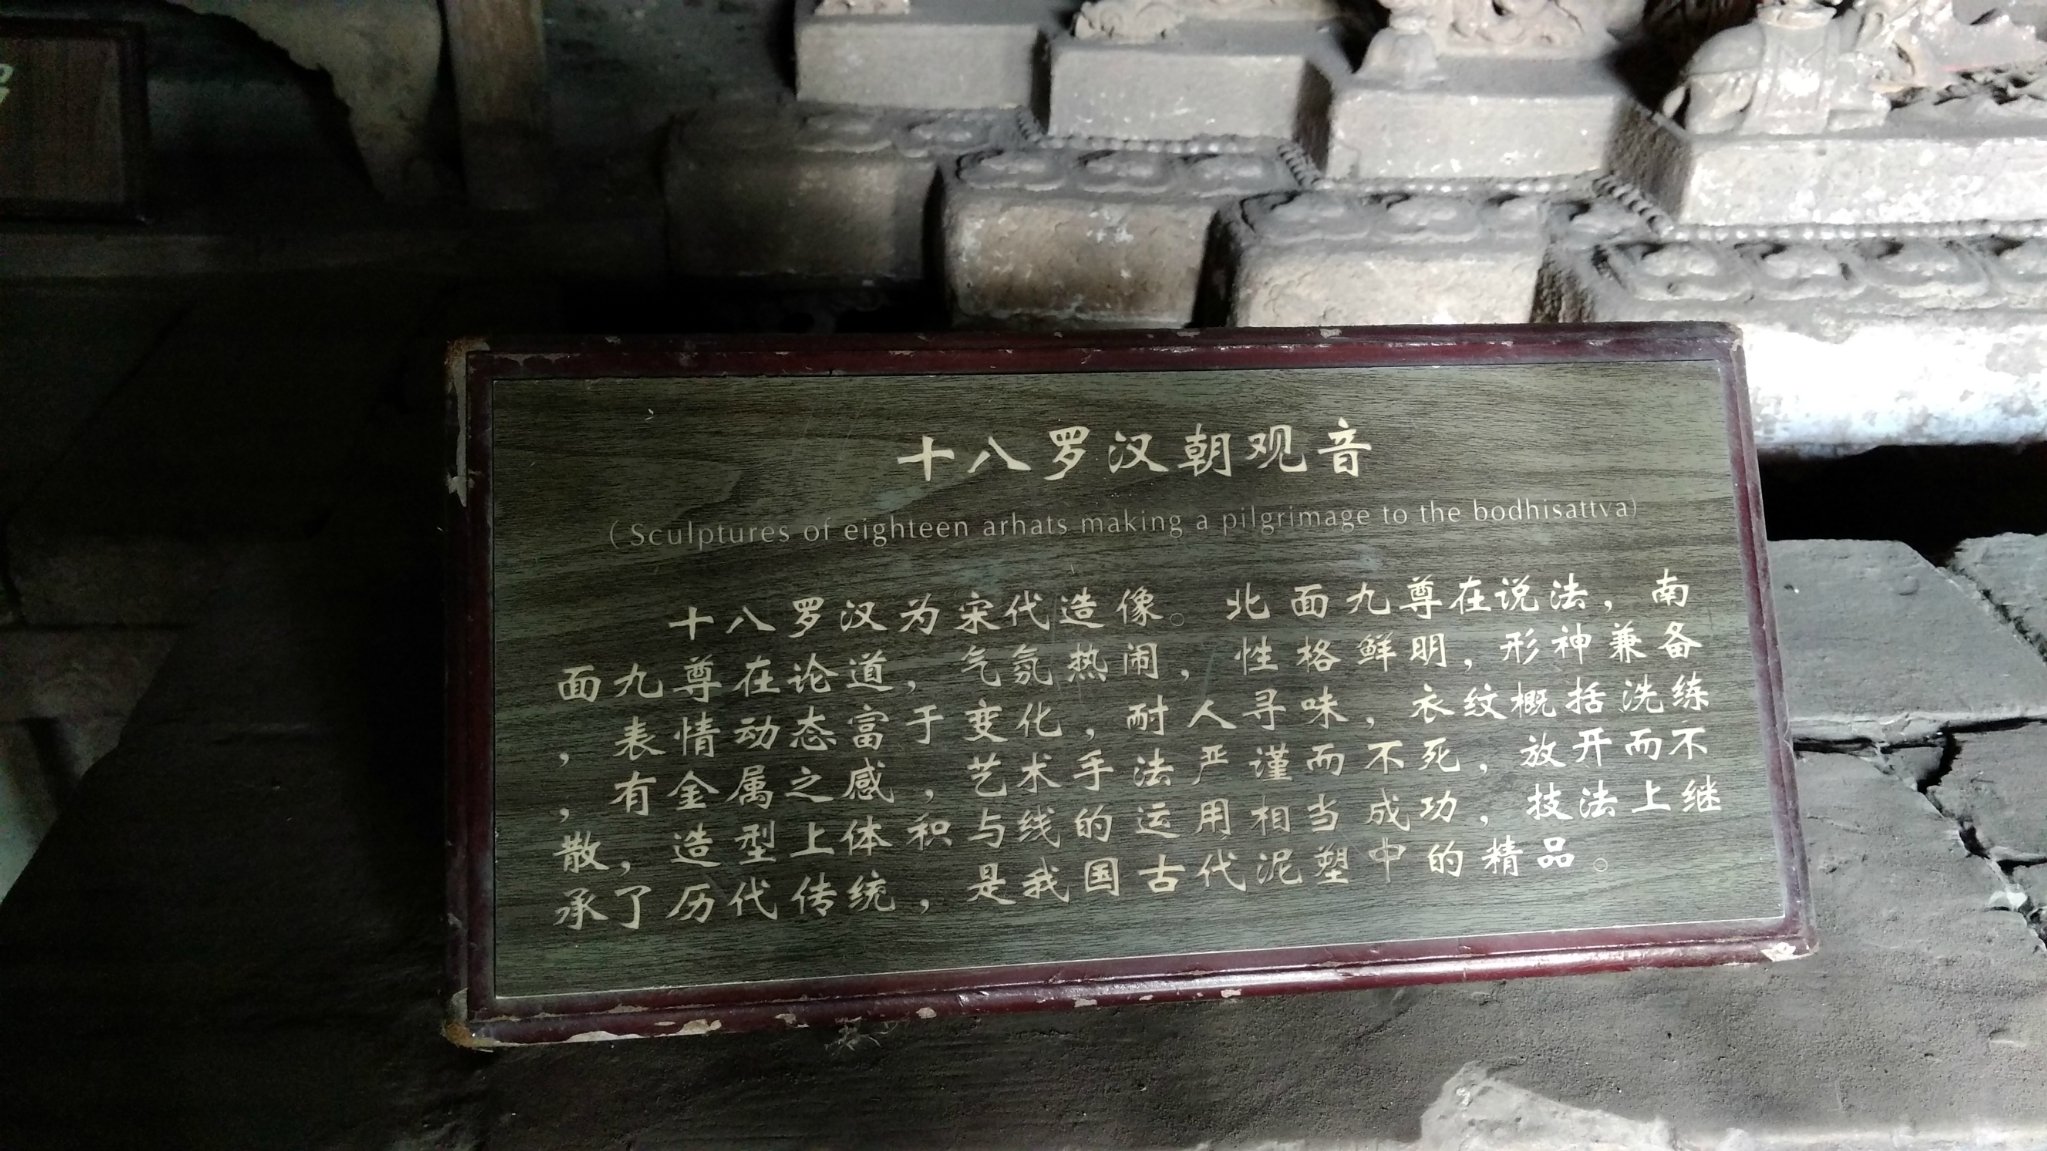 十八罗汉朝观音
(Sculptures of eighteen arhats making a pilgrimage to the bodhisattva)
十八罗汉为宋代造像。北面九尊在说法，南
面九尊在论道，气氛热闹，性格鲜明，形神兼备
，表情动态富于变化，耐人寻味，衣纹概括洗练
，有金属之感，艺术手法严谨而不死，放开而不
散，造型上体积与线的运用相当成功，技法上继
承了历代传统，是我国古代泥塑中的精品。